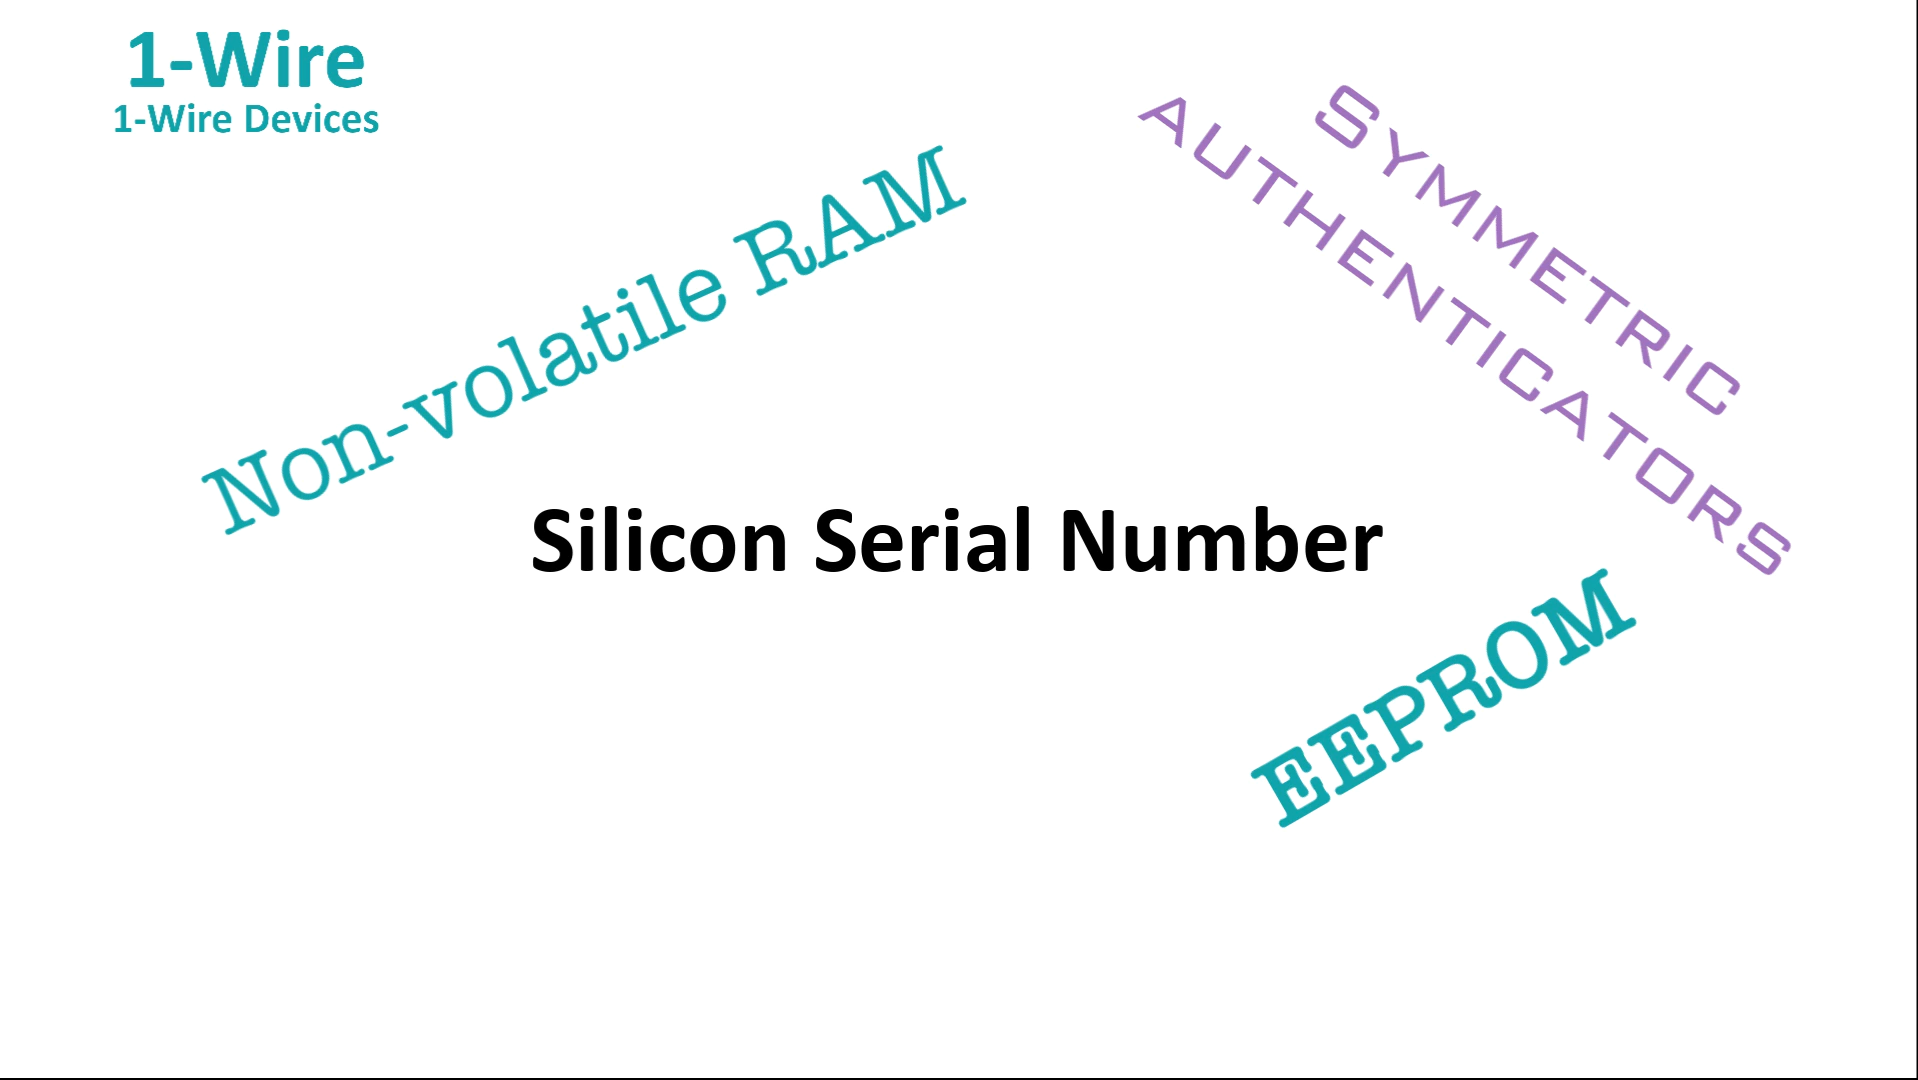 1-Wire
1-Wire Devices
Non-volatile RAM
Symmetric
Authenticators
Silicon Serial Number
EEPROM